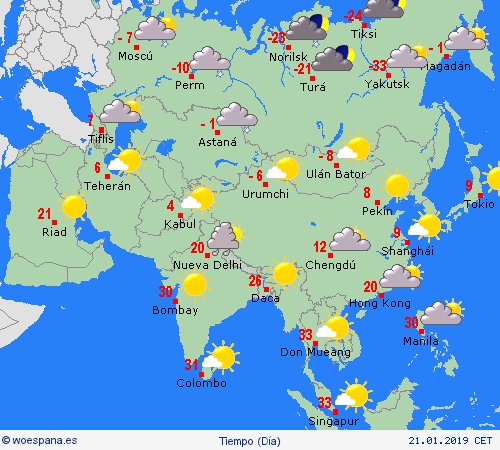 -24
Tiksi
- 7
Moscú
-23
Norilsk
- 1
Magadán
-10
Perm
-21
Turá
-33
Yakutsk
7
Tiflis
- 1
Astaná
6
Teherán
- 8
Ulán Bator
- 6
Urumchi
9
Tokio
4
Kabul
8
Pekín
21
Riad
9
Shanghái
20
Nueva Delhi
12
Chengdú
30
Bombay
26
Daca
20
Hong Kong
30
Manila
33
Don Mueang
31
Colombo
33
Singapur
© woespana.es
Tiempo (Día)
21.01.2019 CET